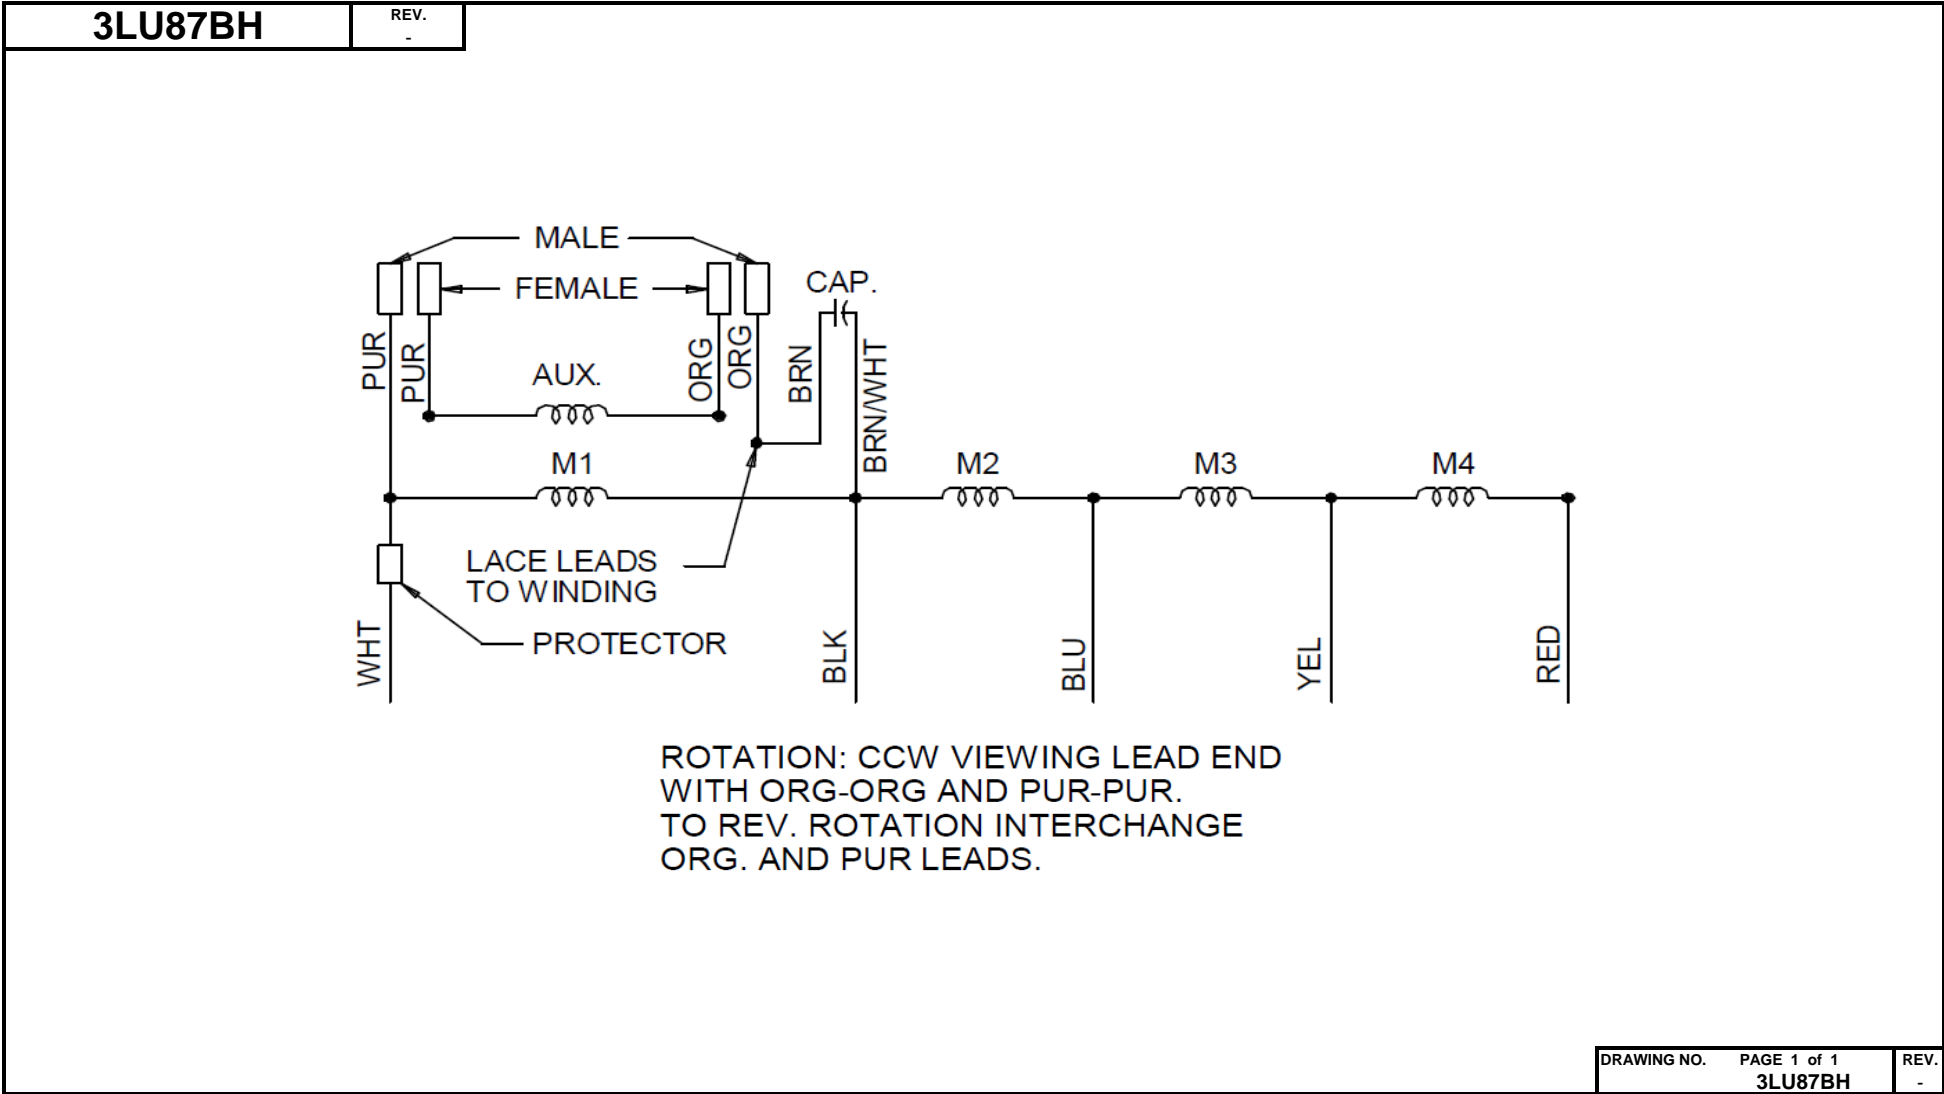 3LU87BH
REV.
-
MALE
FEMALE
CAP.
PUR
PUR
ORG
ORG
BRN
BRN/WHT
AUX.
M1
M2
M3
M4
LACE LEADS
TO WINDING
PROTECTOR
WHT
BLK
BLU
YEL
RED
ROTATION: CCW VIEWING LEAD END
WITH ORG-ORG AND PUR-PUR.
TO REV. ROTATION INTERCHANGE
ORG. AND PUR LEADS.
DRAWING NO. PAGE 1 of 1
3LU87BH
REV.
-